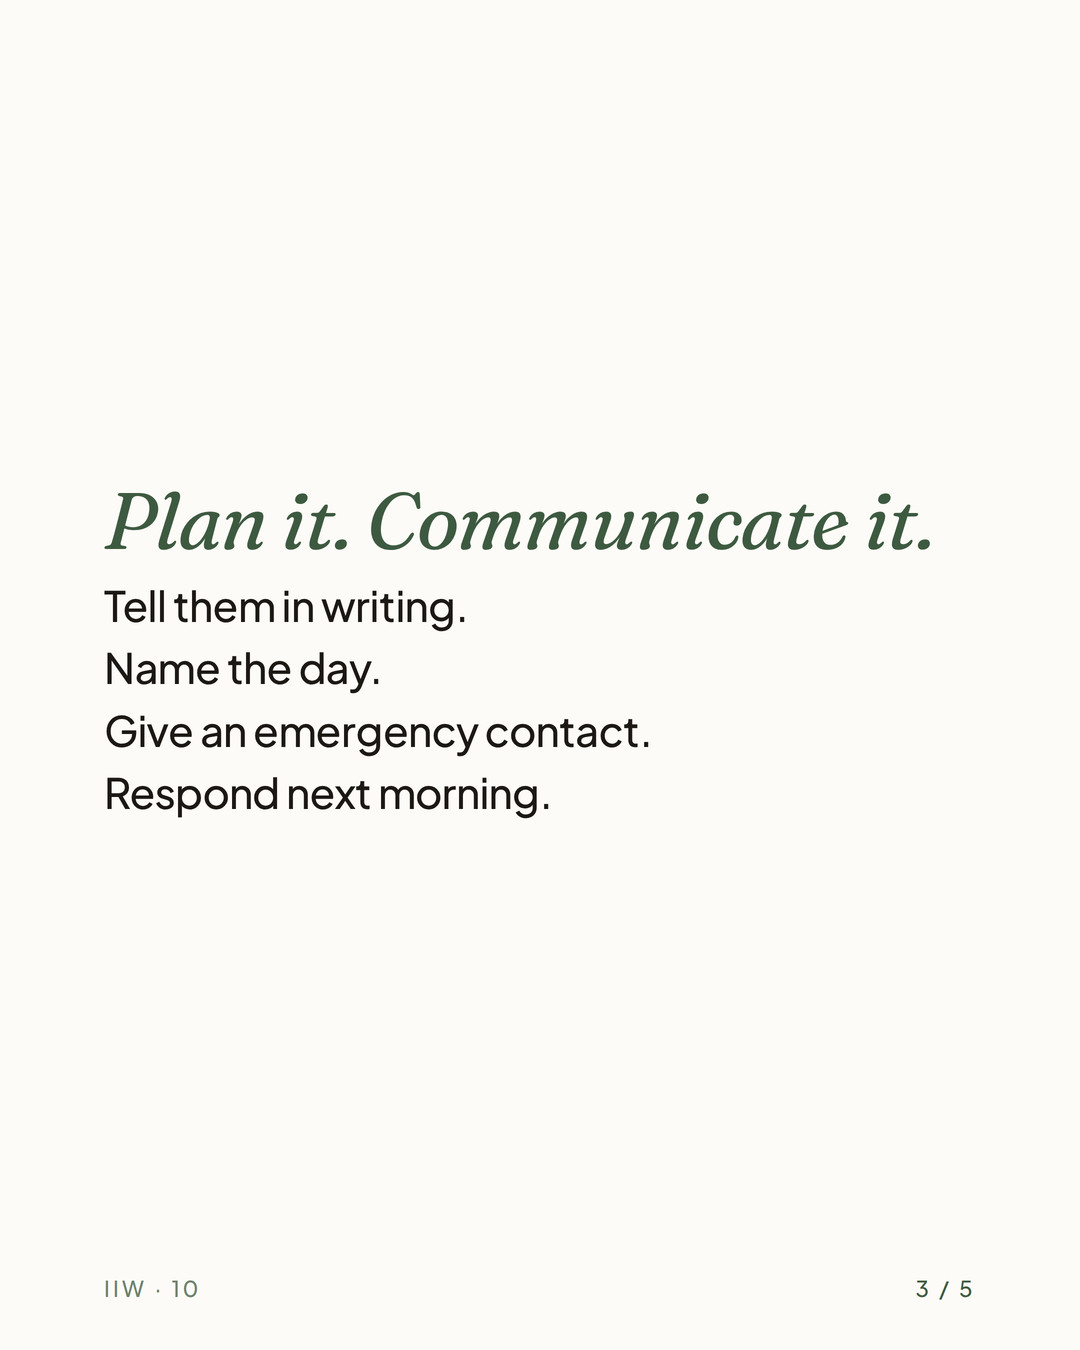 Plan it. Communicate it.
Tell them in writing.
Name the day.
Give an emergency contact.
Respond next morning.
IIW · 10
3 / 5